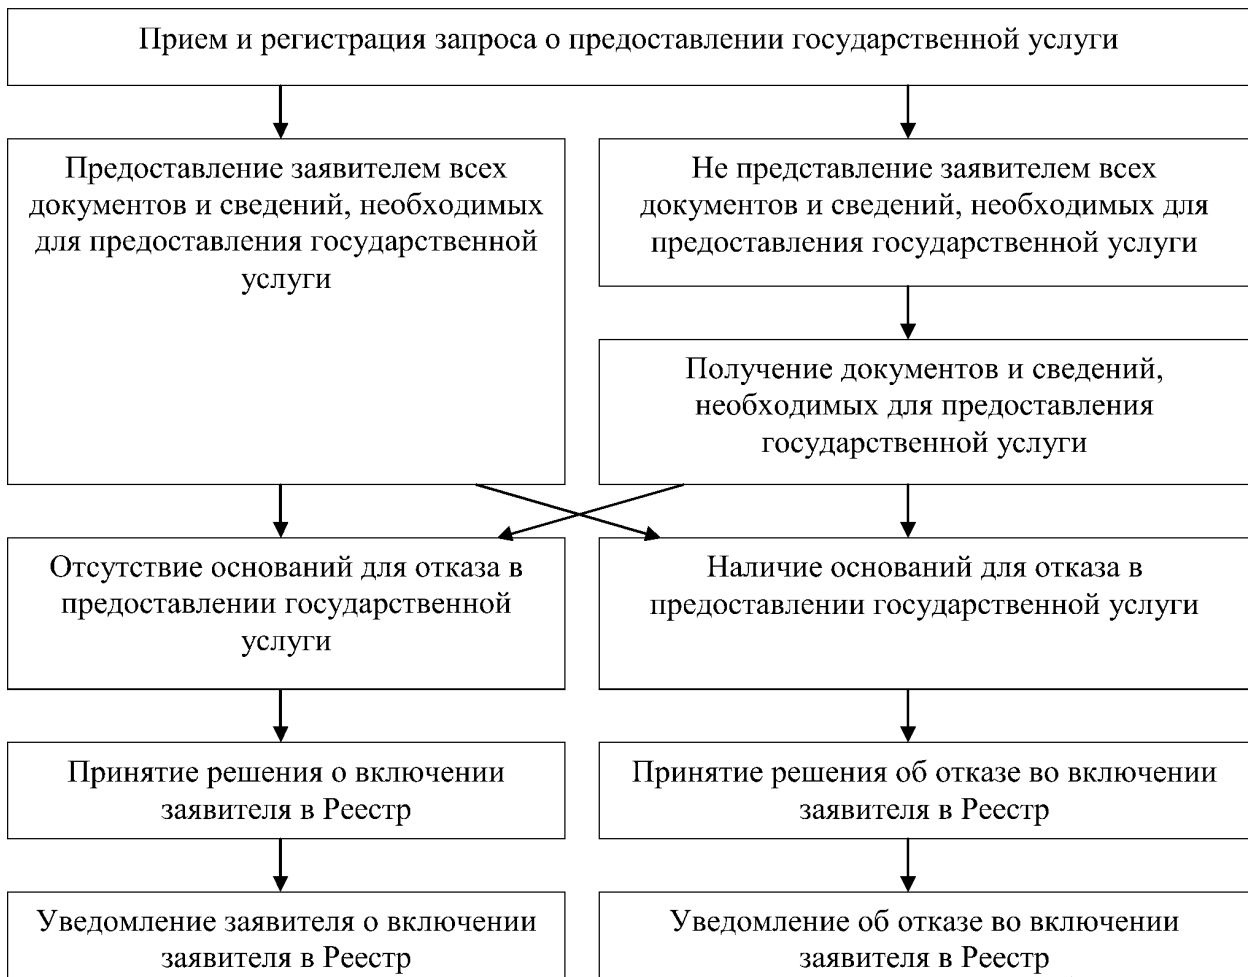 Прием и регистрация запроса о предоставлении государственной услуги
Предоставление заявителем всех
документов и сведений, необходимых
для предоставления государственной
услуги
Не представление заявителем всех
документов и сведений, необходимых для
предоставления государственной услуги
Получение документов и сведений,
необходимых для предоставления
государственной услуги
Отсутствие оснований для отказа в
предоставлении государственной
услуги
Наличие оснований для отказа в
предоставлении государственной услуги
Принятие решения о включении
заявителя в Реестр
Принятие решения об отказе во включении
заявителя в Реестр
Уведомление заявителя о включении
заявителя в Реестр
Уведомление об отказе во включении
заявителя в Реестр